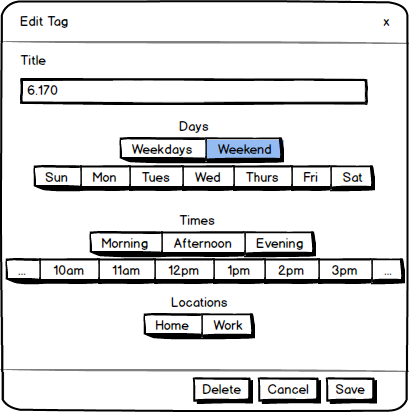 Edit Tag x
Title
6.170
Days
Weekdays Weekend
Sun Mon Tues Wed Thurs Fri Sat
Times
Morning Afternoon Evening
... 10am 11am 12pm 1pm 2pm 3pm ...
Locations
Home Work
Delete Cancel Save